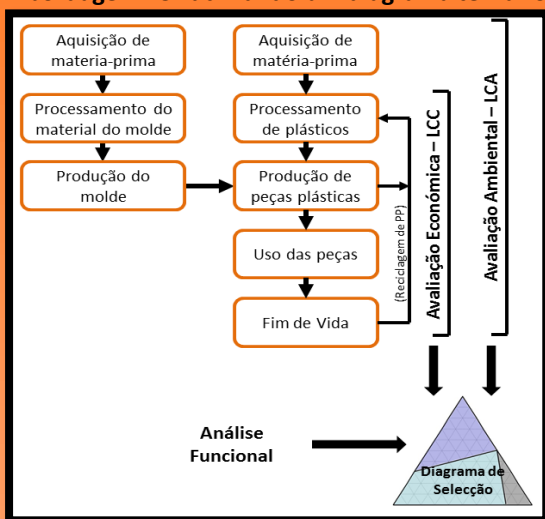 Aquisição de
materia-prima
Processamento do
material do molde
Produção do
molde
Aquisição de
matéria-prima
Processamento
de plásticos
Produção de
peças plásticas
Uso das peças
Fim de Vida
(Reciclagem de PP)
Avaliação Económica – LCC
Avaliação Ambiental – LCA
Análise
Funcional
Diagrama de
Selecção